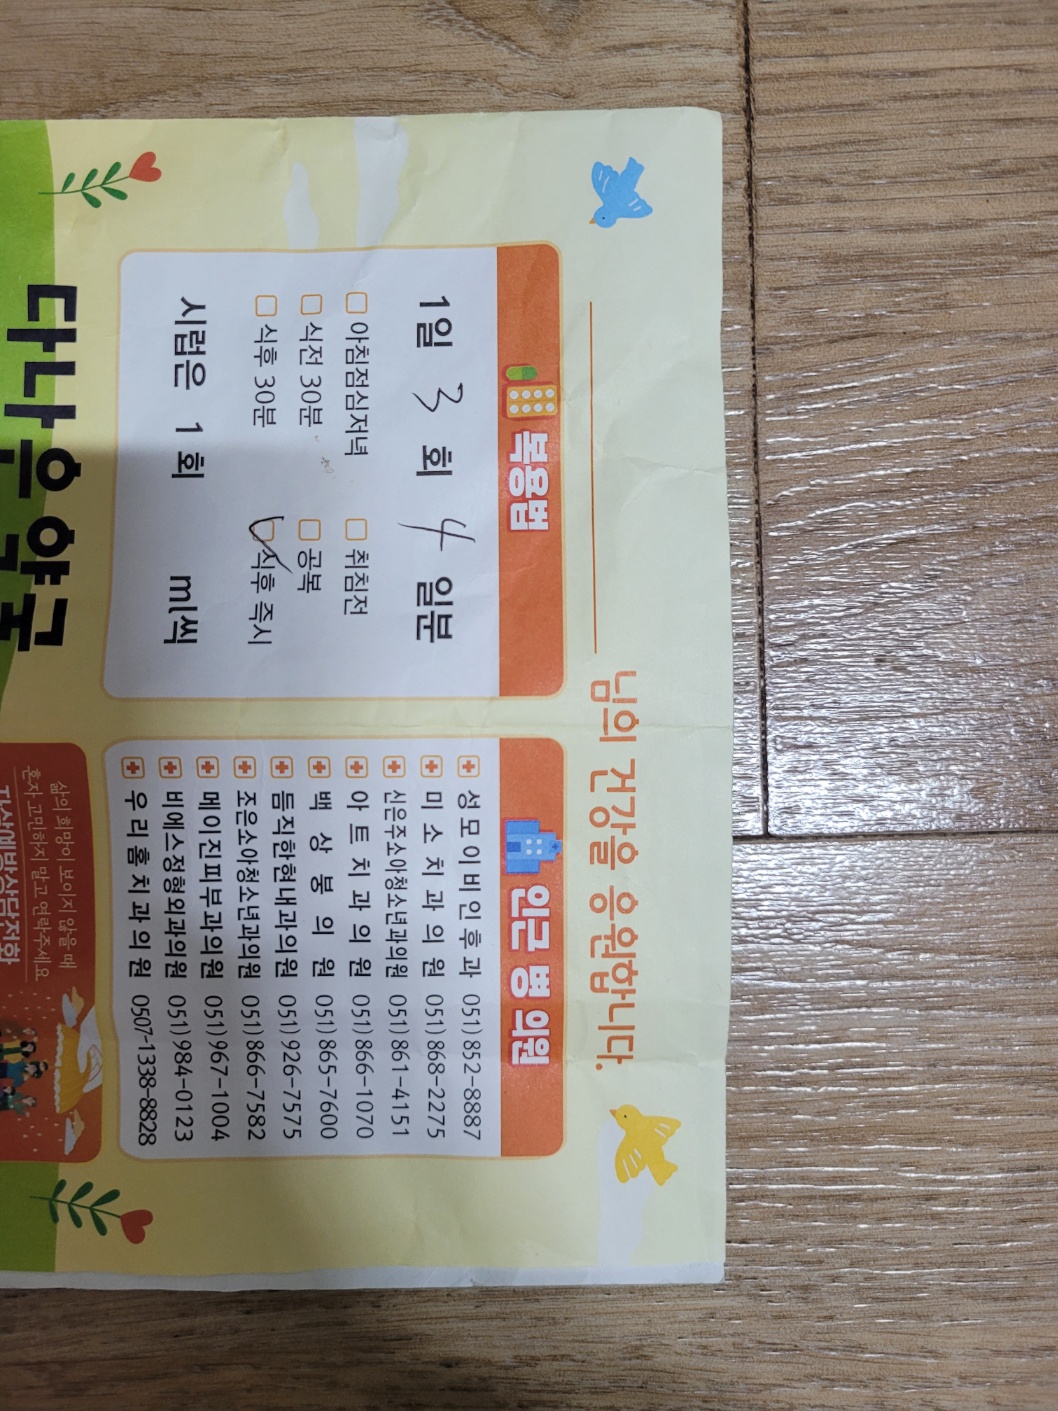 님의 건강을 응원합니다.
복용법
1일 3 회 4 일분
아침점심저녁 취침전
식전 30분 공복
식후 30분 식후 즉시
시럽은 1 회 ml씩
인근 병 의원
성모이비인후과 051)852-8887
미소치과의원 051)868-2275
신은주소아청소년과의원 051)861-4151
아트치과의원 051)866-1070
백상봉의원 051)865-7600
듬직한현내과의원 051)926-7575
조은소아청소년과의원 051)866-7582
메이진피부과의원 051)967-1004
비에스정형외과의원 051)984-0123
우리홈치과의원 0507-1338-8828
다나은약국
삶의 희망이 보이지 않을 때
혼자 고민하지 말고 연락주세요
자살예방상담전화